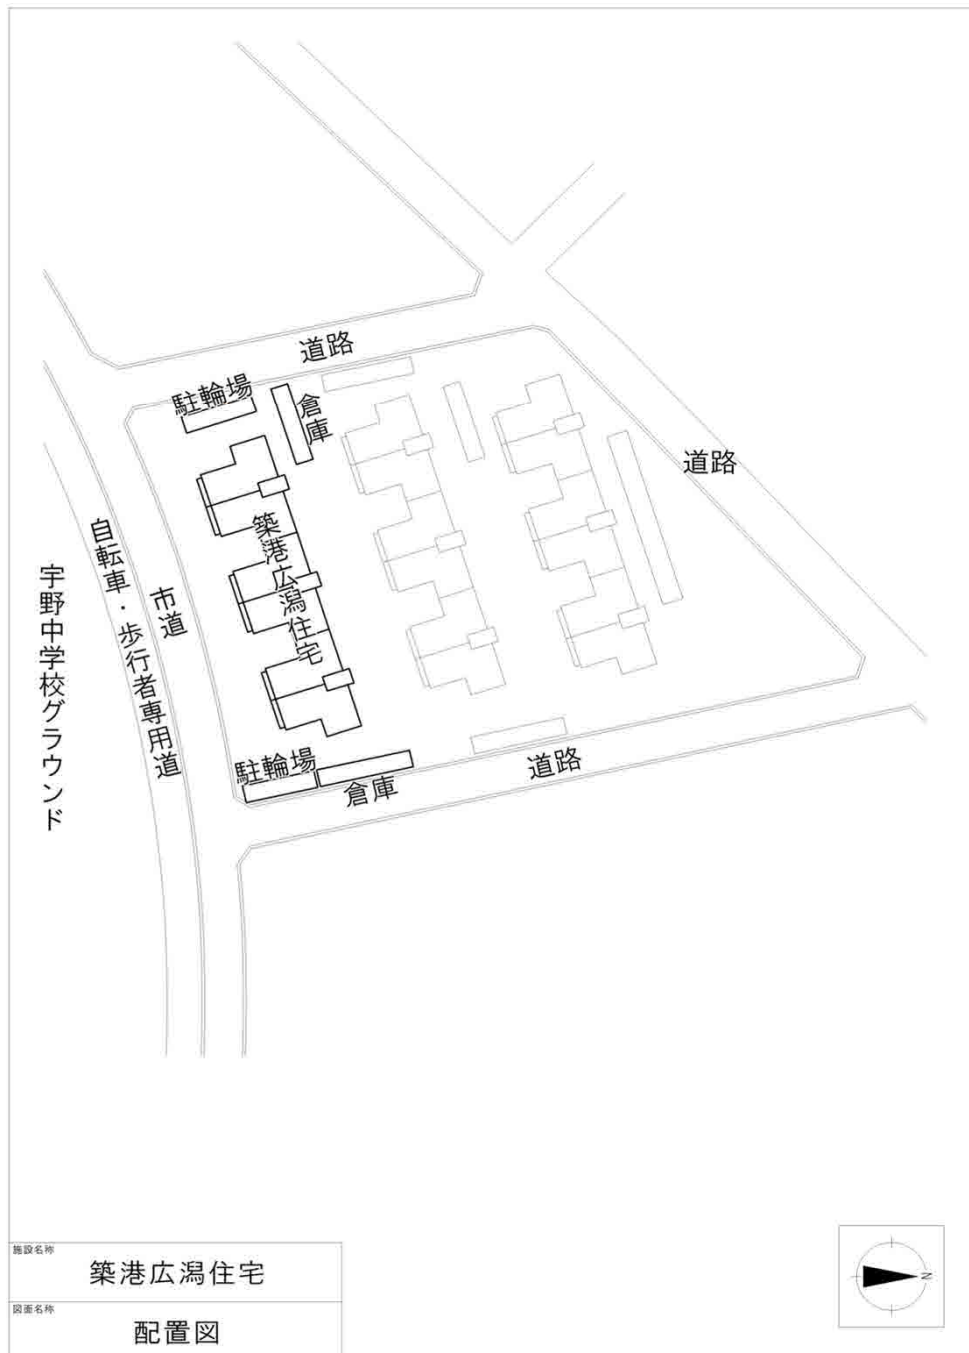 道路
駐輪場
倉庫
道路
築港広潟住宅
自転車・歩行者専用道
市道
宇野中学校グラウンド
駐輪場
倉庫
道路
施設名称
築港広潟住宅
図面名称
配置図
N